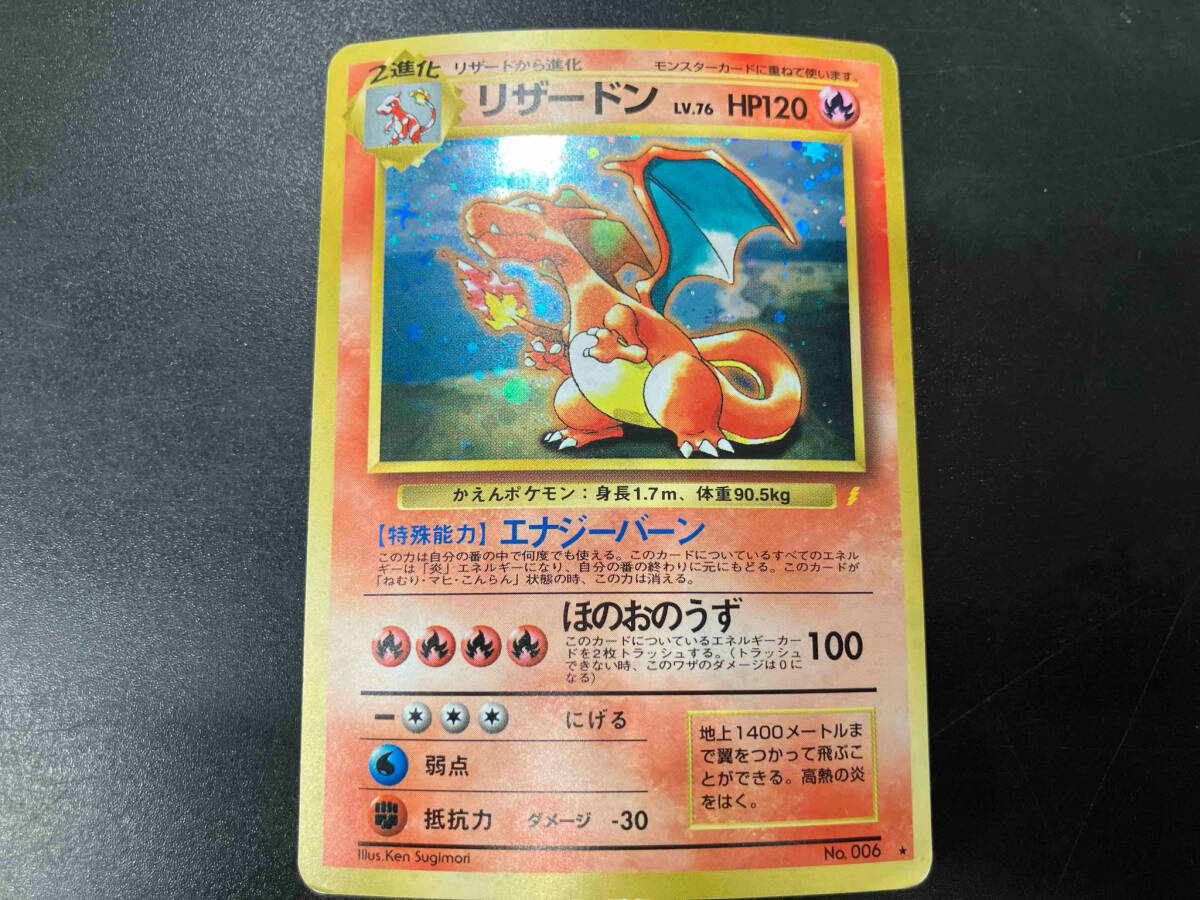 2進化 リザードから進化 モンスターカードに重ねて使います。
リザードン LV.76 HP120
かえんポケモン：身長1.7m、体重90.5kg
【特殊能力】エナジーバーン
この力は自分の番の中で何度でも使える。このカードについているすべてのエネル
ギーは「炎」エネルギーになり、自分の番の終わりに元にもどる。このカードが
「ねむり・マヒ・こんらん」状態の時、この力は消える。
ほのおのうず
このカードについているエネルギーカー
ドを2枚トラッシュする。（トラッシュ
できない時、このワザのダメージは0に
なる）
100
にげる
弱点
抵抗力 ダメージ -30
地上1400メートルま
で翼をつかって飛ぶこ
とができる。高熱の炎
をはく。
Illus.Ken Sugimori
No. 006 ★